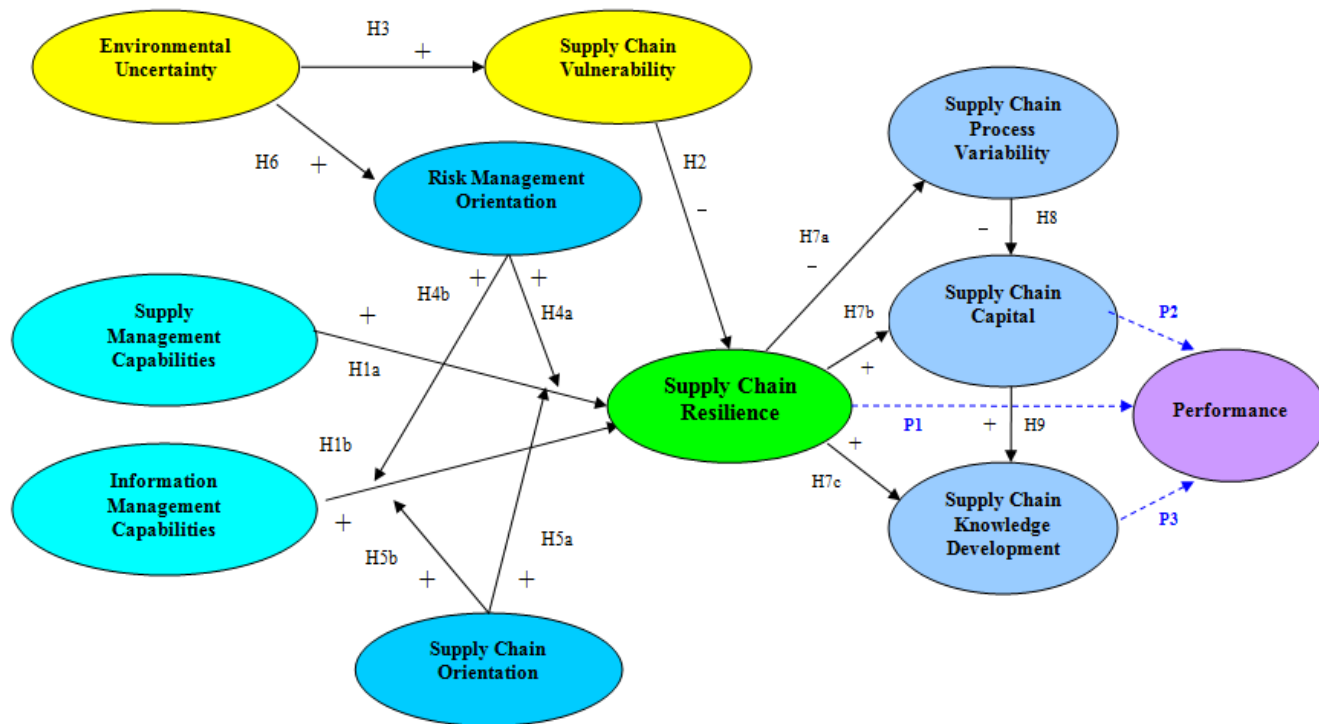 Environmental
Uncertainty
H3
+
Supply Chain
Vulnerability
Supply Chain
Process
Variability
H6
+
Risk Management
Orientation
H2
–
H7a
–
H8
–
Supply
Management
Capabilities
+
H1a
H4b
+
+
H4a
Supply Chain
Capital
P2
H7b
+
Supply Chain
Resilience
P1
+
H9
Performance
Information
Management
Capabilities
H1b
+
+
H7c
Supply Chain
Knowledge
Development
P3
H5b
+
H5a
+
Supply Chain
Orientation